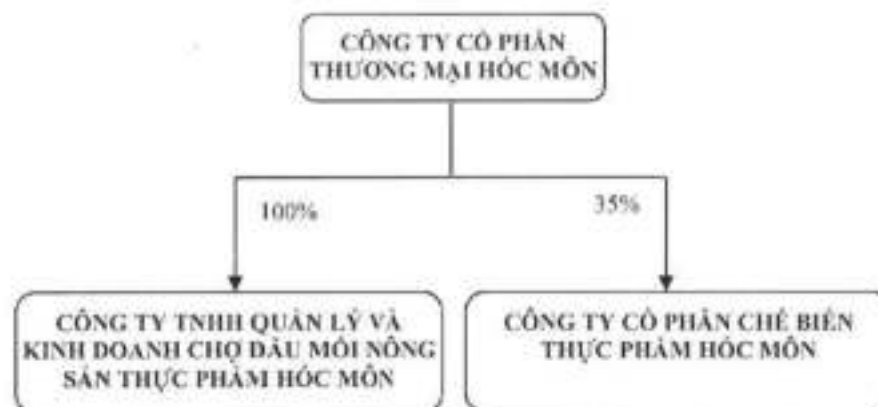 CÔNG TY CỔ PHẦN
THƯƠNG MẠI HÓC MÔN
100%
35%
CÔNG TY TNHH QUẢN LÝ VÀ
KINH DOANH CHỢ ĐẦU MỐI NÔNG
SẢN THỰC PHẨM HÓC MÔN
CÔNG TY CỔ PHẦN CHẾ BIẾN
THỰC PHẨM HÓC MÔN